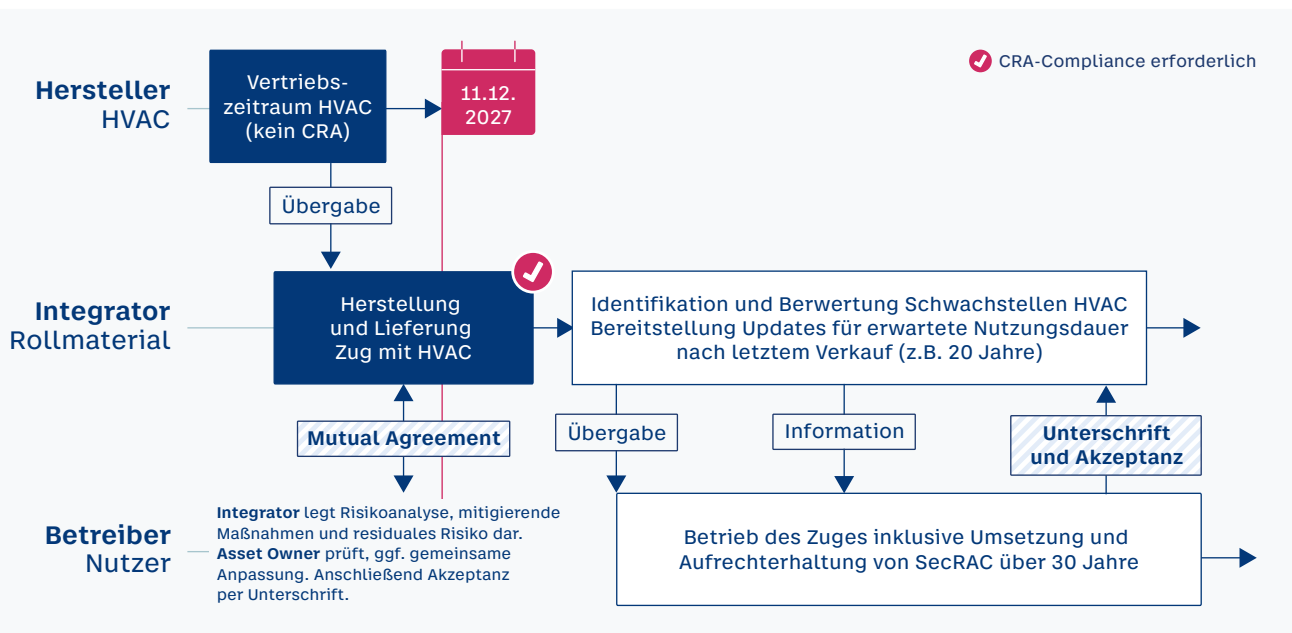 Hersteller
HVAC
Vertriebs-
zeitraum HVAC
(kein CRA)
11.12.
2027
CRA-Compliance erforderlich
Übergabe
Integrator
Rollmaterial
Herstellung
und Lieferung
Zug mit HVAC
Identifikation und Berwertung Schwachstellen HVAC
Bereitstellung Updates für erwartete Nutzungsdauer
nach letztem Verkauf (z.B. 20 Jahre)
Mutual Agreement
Übergabe
Information
Unterschrift
und Akzeptanz
Betreiber
Nutzer
Integrator legt Risikoanalyse, mitigierende
Maßnahmen und residuales Risiko dar.
Asset Owner prüft, ggf. gemeinsame
Anpassung. Anschließend Akzeptanz
per Unterschrift.
Betrieb des Zuges inklusive Umsetzung und
Aufrechterhaltung von SecRAC über 30 Jahre